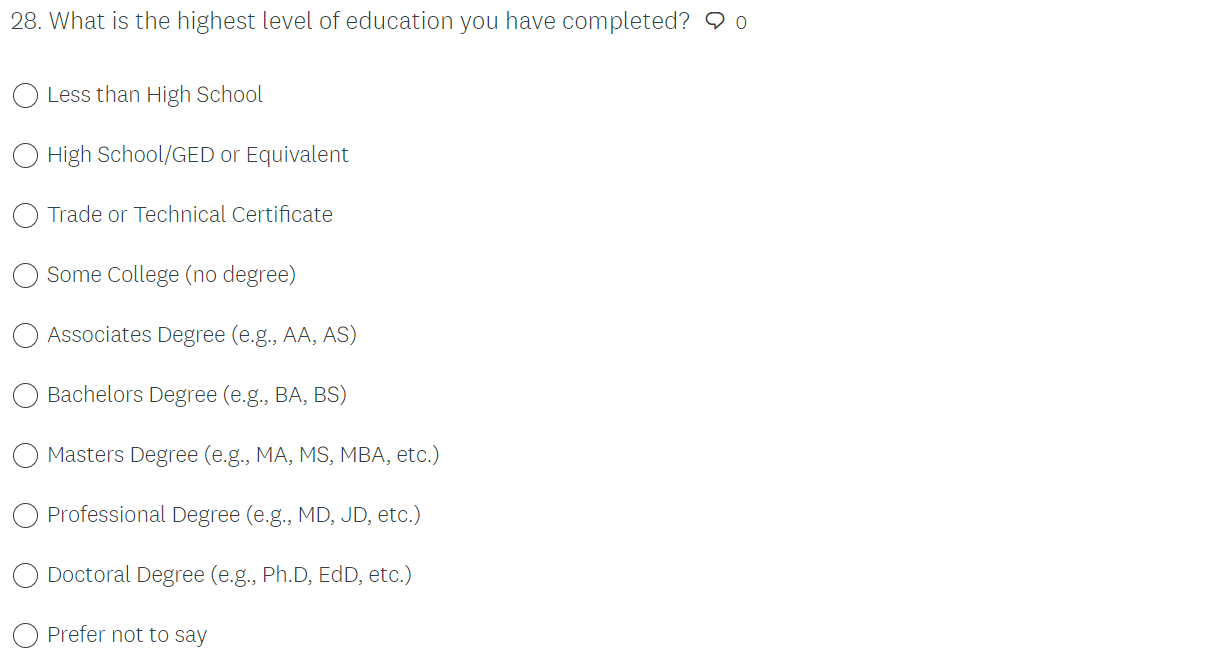 28. What is the highest level of education you have completed? 0
Less than High School
High School/GED or Equivalent
Trade or Technical Certificate
Some College (no degree)
Associates Degree (e.g., AA, AS)
Bachelors Degree (e.g., BA, BS)
Masters Degree (e.g., MA, MS, MBA, etc.)
Professional Degree (e.g., MD, JD, etc.)
Doctoral Degree (e.g., Ph.D, EdD, etc.)
Prefer not to say